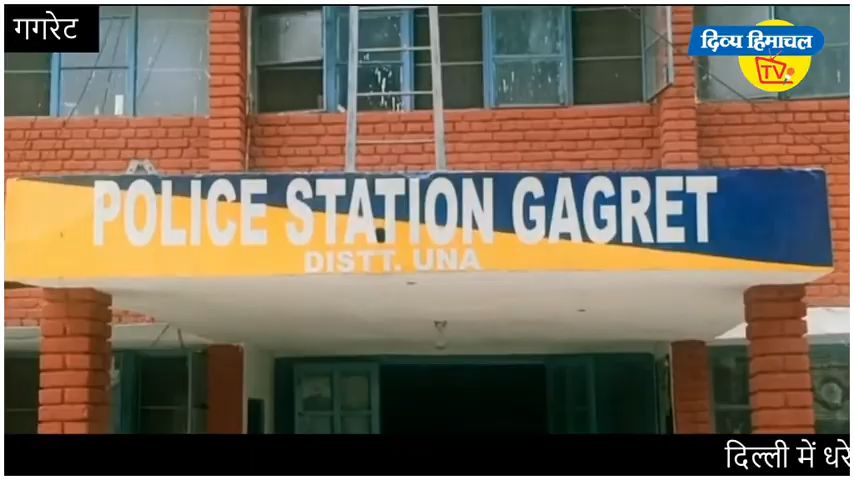 गगरेट
दिव्य हिमाचल
TV
POLICE STATION GAGRET
DISTT. UNA
दिल्ली में धरे